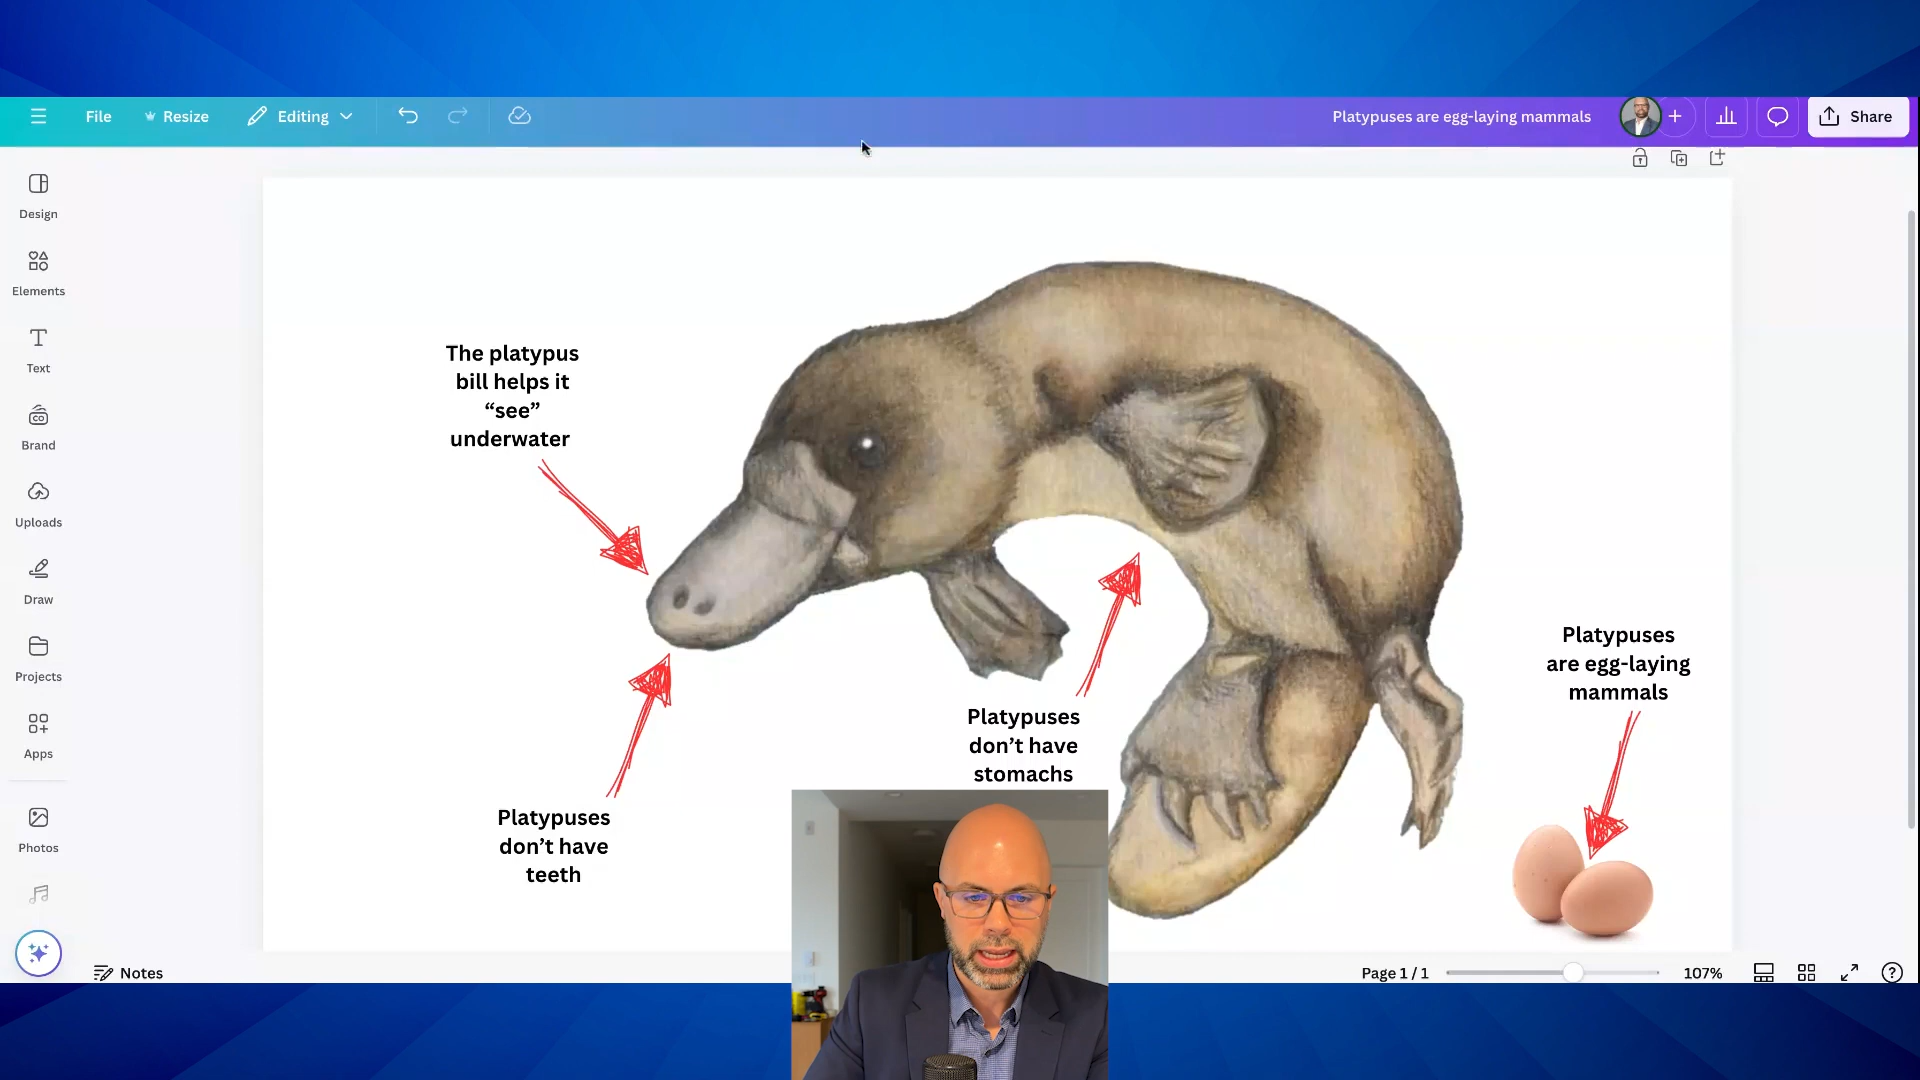 File
Resize
Editing
Platypuses are egg-laying mammals
Share
Design
Elements
Text
Brand
Uploads
Draw
Projects
Apps
Photos
The platypus
bill helps it
“see”
underwater
Platypuses
don’t have
teeth
Platypuses
don’t have
stomachs
Platypuses
are egg-laying
mammals
Notes
Page 1 / 1
107%